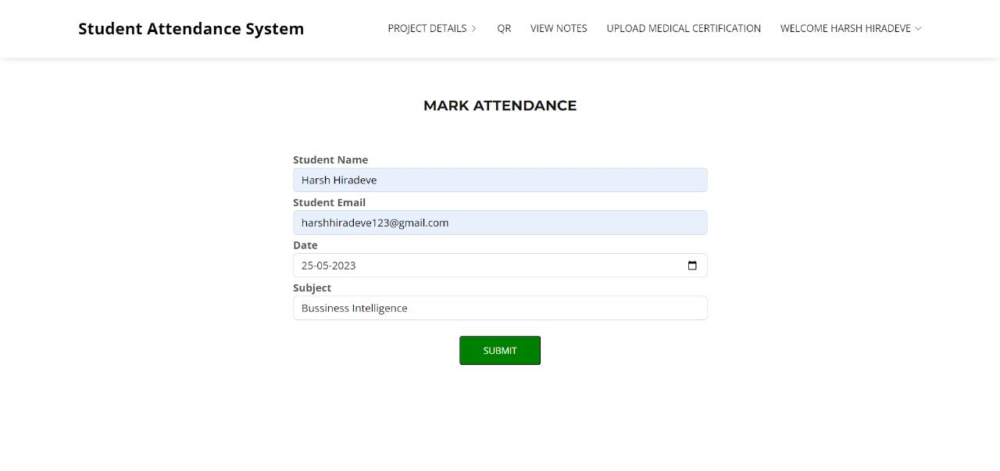 Student Attendance System PROJECT DETAILS QR VIEW NOTES UPLOAD MEDICAL CERTIFICATION WELCOME HARSH HIRADEVE
MARK ATTENDANCE
Student Name
Harsh Hiradeve
Student Email
harshhiradeve123@gmail.com
Date
25-05-2023
Subject
Bussiness Intelligence
SUBMIT